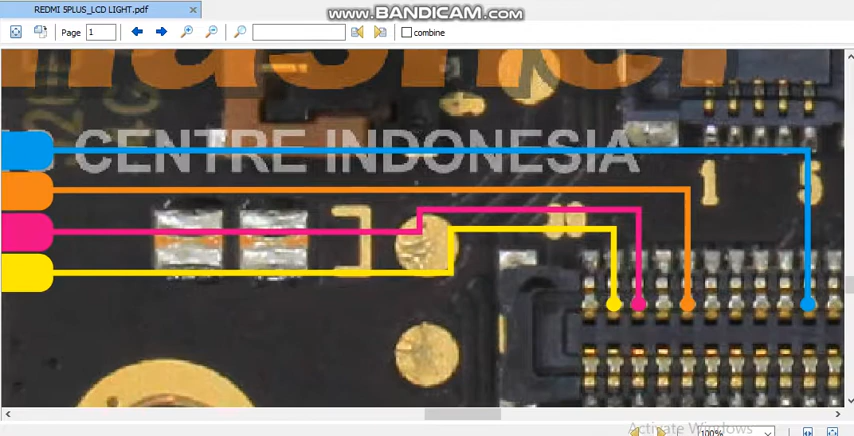 REDMI 5PLUS_LCD LIGHT.pdf
WWW.BANDICAM.COM
Page 1
combine
CENTRE INDONESIA
1 5
Activate Windows
100%